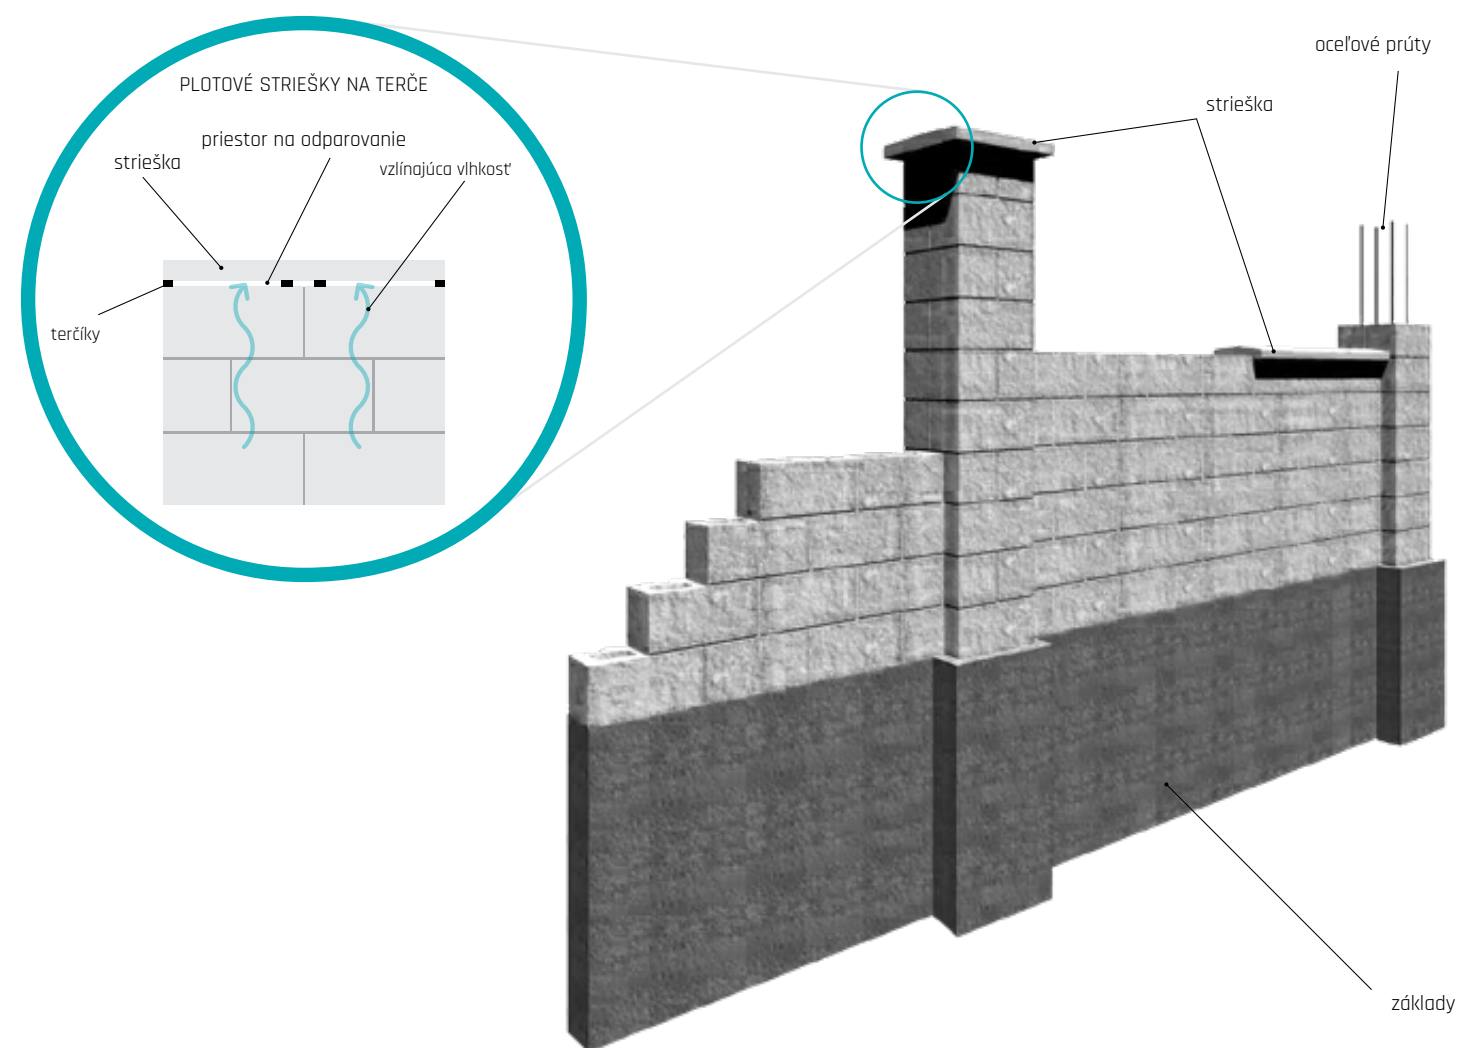 PLOTOVÉ STRIEŠKY NA TERČE
priestor na odparovanie
strieška
vzlínajúca vlhkosť
terčíky
oceľové prúty
strieška
základy